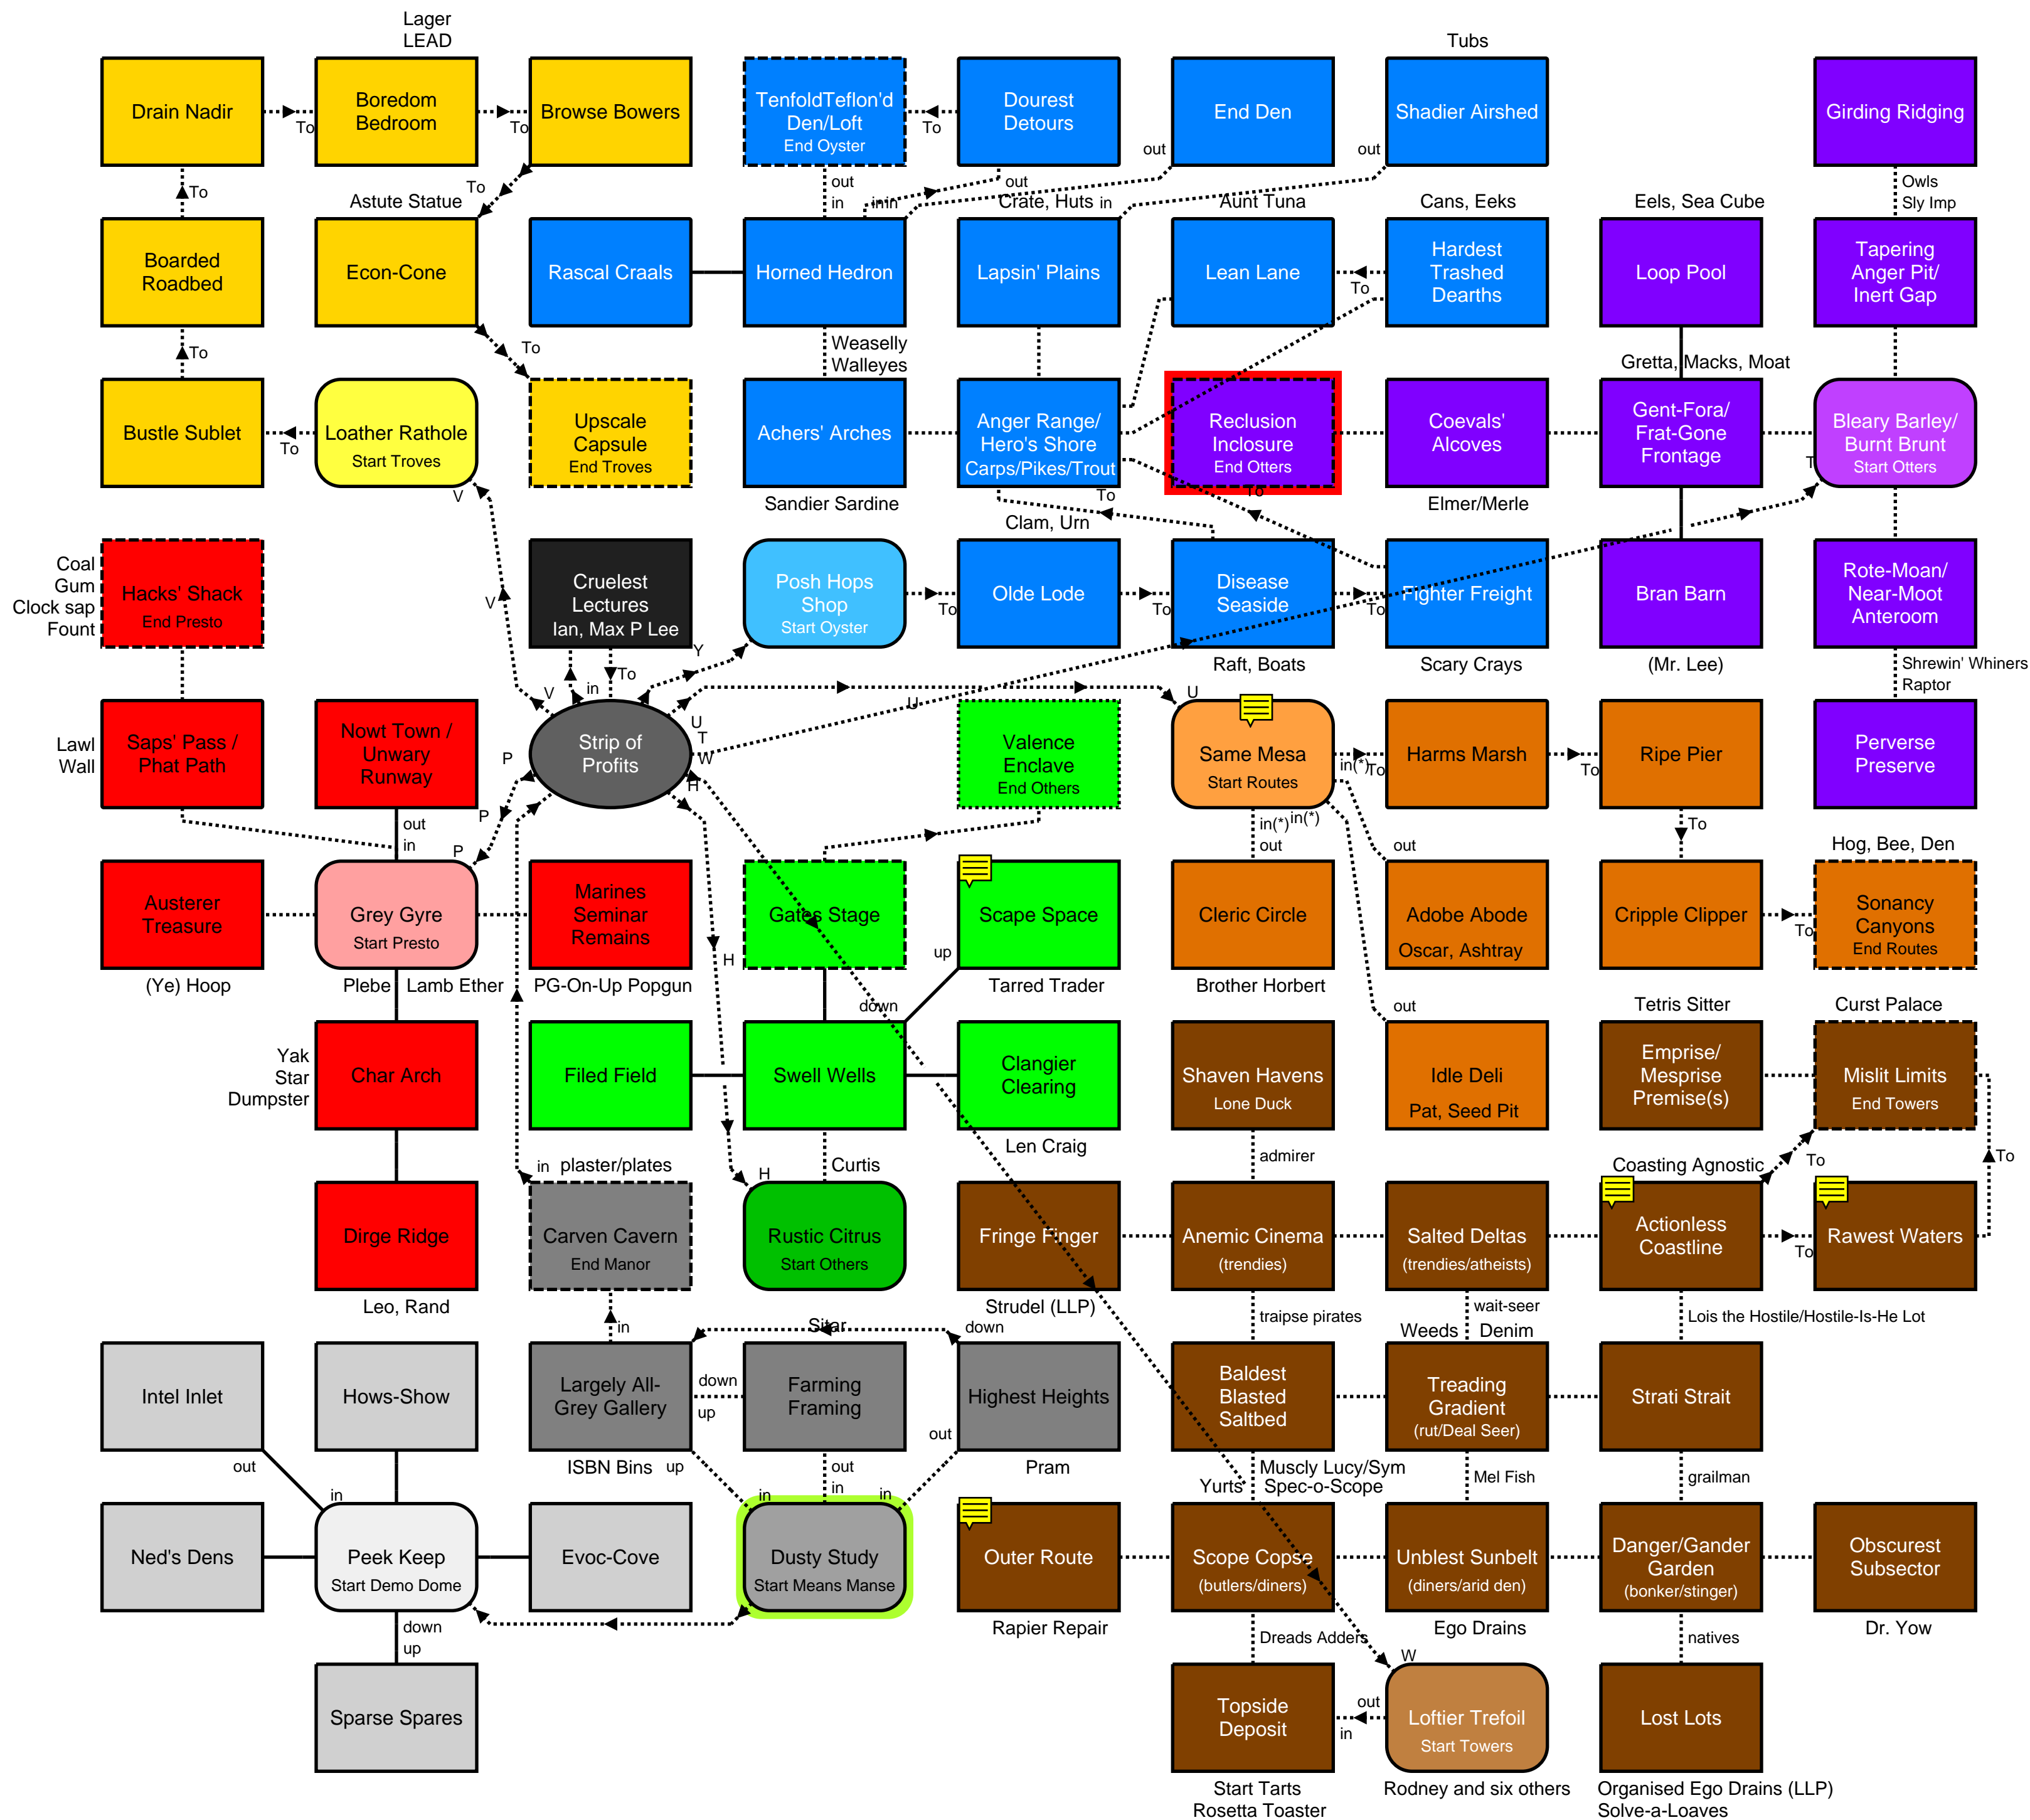 Lager
LEAD
Tubs
Drain Nadir
To
Boredom
Bedroom
To
Browse Bowers
TenfoldTeflon'd
Den/Loft
End Oyster
To
Dourest
Detours
End Den
Shadier Airshed
Girding Ridging
To
Astute Statue
To
out
in
inin
out
Crate, Huts
in
out
Aunt Tuna
out
Cans, Eeks
Eels, Sea Cube
Owls
Sly Imp
Boarded
Roadbed
Econ-Cone
Rascal Craals
Horned Hedron
Lapsin' Plains
Lean Lane
To
Hardest
Trashed
Dearths
Loop Pool
Tapering
Anger Pit/
Inert Gap
To
To
Weaselly
Walleyes
Gretta, Macks, Moat
Bustle Sublet
To
Loather Rathole
Start Troves
Upscale
Capsule
End Troves
Achers' Arches
Anger Range/
Hero's Shore
Carps/Pikes/Trout
Reclusion
Inclosure
End Otters
Coevals'
Alcoves
Gent-Fora/
Frat-Gone
Frontage
T
Bleary Barley/
Burnt Brunt
Start Otters
V
Sandier Sardine
To
Clam, Urn
To
Elmer/Merle
Coal
Gum
Clock sap
Fount
Hacks' Shack
End Presto
V
Cruelest
Lectures
Ian, Max P Lee
Posh Hops
Shop
Start Oyster
To
Olde Lode
To
Disease
Seaside
To
Fighter Freight
Bran Barn
Rote-Moan/
Near-Moot
Anteroom
V
in
To
Y
Raft, Boats
Scary Crays
(Mr. Lee)
Shrewin' Whiners
Raptor
Lawl
Wall
Saps' Pass /
Phat Path
Nowt Town /
Unwary
Runway
P
Strip of
Profits
U
T
W
H
U
Valence
Enclave
End Others
U
Same Mesa
Start Routes
in(*)
To
Harms Marsh
To
Ripe Pier
Perverse
Preserve
out
in
P
P
in(*)
in(*)
out
out
To
Hog, Bee, Den
Austerer
Treasure
Grey Gyre
Start Presto
Marines
Seminar
Remains
Gates Stage
Scape Space
Cleric Circle
Adobe Abode
Oscar, Ashtray
Cripple Clipper
To
Sonancy
Canyons
End Routes
(Ye) Hoop
Plebe
Lamb Ether
PG-On-Up Popgun
H
up
down
Tarred Trader
Brother Horbert
out
Tetris Sitter
Curst Palace
Yak
Star
Dumpster
Char Arch
Filed Field
Swell Wells
Clangier
Clearing
Shaven Havens
Lone Duck
Idle Deli
Pat, Seed Pit
Emprise/
Mesprise
Premise(s)
Mislit Limits
End Towers
in
plaster/plates
H
Curtis
Len Craig
admirer
Coasting Agnostic
To
To
Dirge Ridge
Carven Cavern
End Manor
Rustic Citrus
Start Others
Fringe Finger
Anemic Cinema
(trendies)
Salted Deltas
(trendies/atheists)
Actionless
Coastline
To
Rawest Waters
Leo, Rand
in
Sitar
Strudel (LLP)
down
traipse pirates
wait-seer
Weeds
Denim
Lois the Hostile/Hostile-Is-He Lot
Intel Inlet
Hows-Show
Largely All-
Grey Gallery
down
up
Farming
Framing
Highest Heights
Baldest
Blasted
Saltbed
Treading
Gradient
(rut/Deal Seer)
Strati Strait
out
in
ISBN Bins
up
in
out
in
out
in
Pram
Yurts
Muscly Lucy/Sym
Spec-o-Scope
Mel Fish
grailman
Ned's Dens
Peek Keep
Start Demo Dome
Evoc-Cove
Dusty Study
Start Means Manse
Outer Route
Scope Copse
(butlers/diners)
Unblest Sunbelt
(diners/arid den)
Danger/Gander
Garden
(bonker/stinger)
Obscurest
Subsector
down
up
Rapier Repair
Dreads Adders
W
Ego Drains
natives
Dr. Yow
Sparse Spares
Topside
Deposit
out
in
Loftier Trefoil
Start Towers
Lost Lots
Start Tarts
Rosetta Toaster
Rodney and six others
Organised Ego Drains (LLP)
Solve-a-Loaves